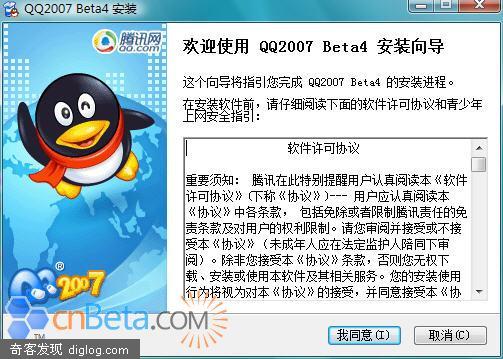 QQ2007 Beta4 安装
腾讯网
QQ.com
欢迎使用 QQ2007 Beta4 安装向导
这个向导将指引您完成 QQ2007 Beta4 的安装进程。
在安装软件前，请仔细阅读下面的软件许可协议和青少年
上网安全指引：
软件许可协议
重要须知： 腾讯在此特别提醒用户认真阅读本《软件
许可协议》(下称《协议》)--- 用户应认真阅读本
《协议》中各条款， 包括免除或者限制腾讯责任的免
责条款及对用户的权利限制。请您审阅并接受或不接
受本《协议》（未成年人应在法定监护人陪同下审
阅）。除非您接受本《协议》条款，否则您无权下
载、安装或使用本软件及其相关服务。您的安装使用
行为将视为对本《协议》的接受，并同意接受本《协
QQ®2007
TM
cnBeta.COM
奇客发现 diglog.com
我同意(I)
取消(C)